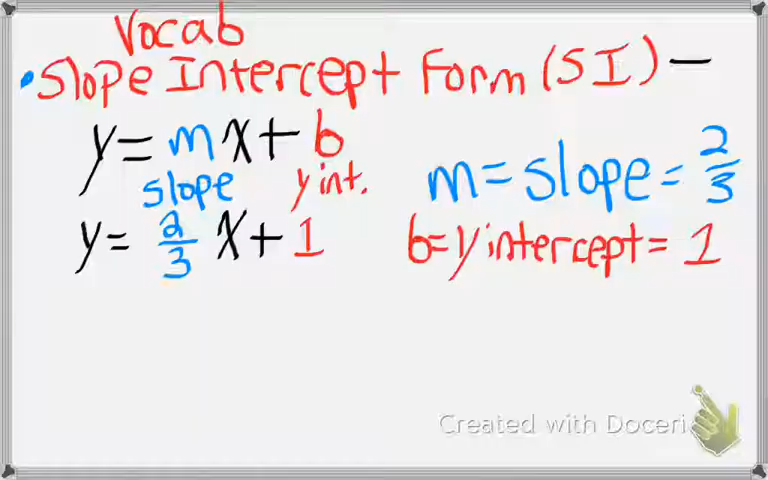 Vocab
• Slope Intercept Form (SI) —
y = mx + b
slope y int.
m = slope = 2/3
y = 2/3 x + 1
b = y intercept = 1
Created with Doceri